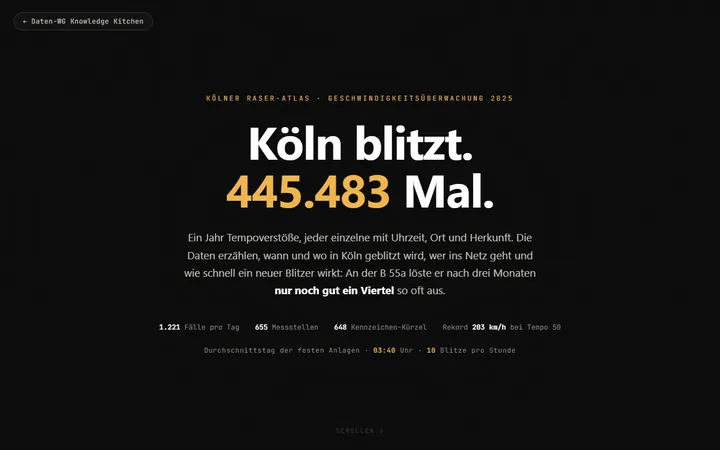 ← Daten-WG Knowledge Kitchen
KÖLNER RASER-ATLAS · GESCHWINDIGKEITSÜBERWACHUNG 2025
Köln blitzt.
445.483 Mal.
Ein Jahr Tempoverstöße, jeder einzelne mit Uhrzeit, Ort und Herkunft. Die
Daten erzählen, wann und wo in Köln geblitzt wird, wer ins Netz geht und
wie schnell ein neuer Blitzer wirkt: An der B 55a löste er nach drei Monaten
nur noch gut ein Viertel so oft aus.
1.221 Fälle pro Tag 655 Messstellen 648 Kennzeichen-Kürzel Rekord 203 km/h bei Tempo 50
Durchschnittstag der festen Anlagen · 03:40 Uhr · 10 Blitze pro Stunde
SCROLLEN ↓